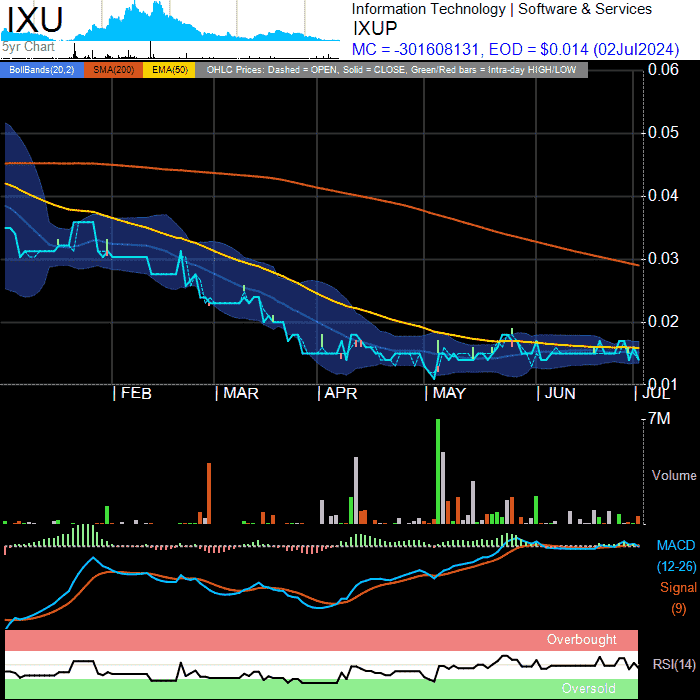 IXU
5yr Chart
Information Technology | Software & Services
IXUP
MC = -301608131, EOD = $0.014 (02Jul2024)
BollBands(20,2) SMA(200) EMA(50) OHLC Prices: Dashed = OPEN, Solid = CLOSE, Green/Red bars = Intra-day HIGH/LOW
0.06
0.05
0.04
0.03
0.02
0.01
FEB MAR APR MAY JUN JUL
7M
Volume
MACD
(12-26)
Signal
(9)
Overbought
RSI(14)
Oversold